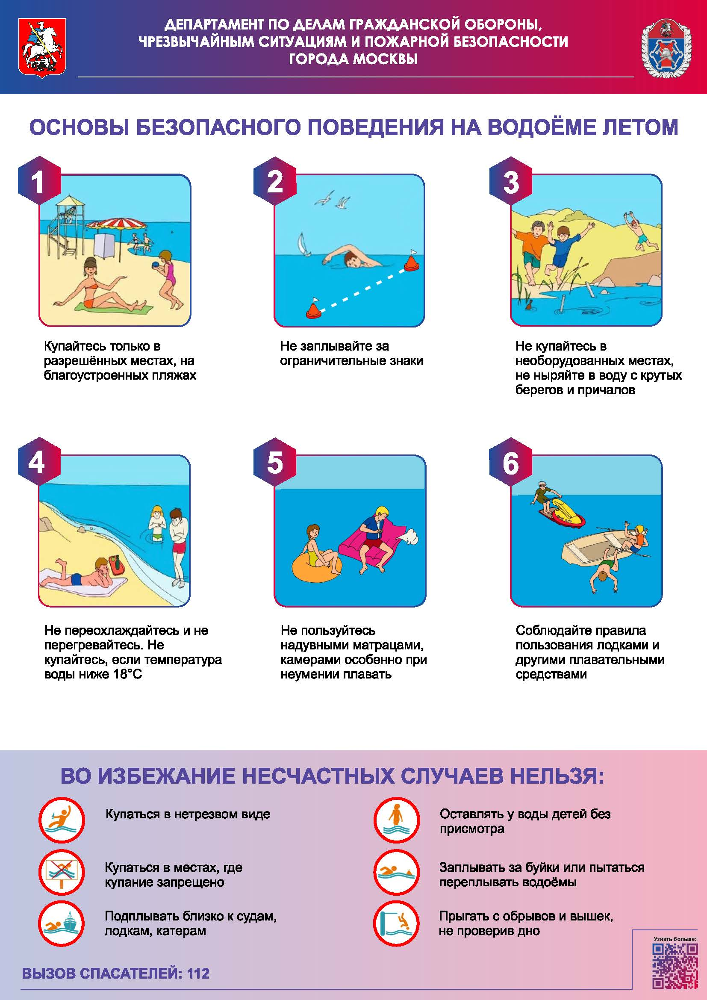 ДЕПАРТАМЕНТ ПО ДЕЛАМ ГРАЖДАНСКОЙ ОБОРОНЫ,
ЧРЕЗВЫЧАЙНЫМ СИТУАЦИЯМ И ПОЖАРНОЙ БЕЗОПАСНОСТИ
ГОРОДА МОСКВЫ
ОСНОВЫ БЕЗОПАСНОГО ПОВЕДЕНИЯ НА ВОДОЁМЕ ЛЕТОМ
1
Купайтесь только в
разрешённых местах, на
благоустроенных пляжах
2
Не заплывайте за
ограничительные знаки
3
Не купайтесь в
необорудованных местах,
не ныряйте в воду с крутых
берегов и причалов
4
Не переохлаждайтесь и не
перегревайтесь. Не
купайтесь, если температура
воды ниже 18°С
5
Не пользуйтесь
надувными матрацами,
камерами особенно при
неумении плавать
6
Соблюдайте правила
пользования лодками и
другими плавательными
средствами
ВО ИЗБЕЖАНИЕ НЕСЧАСТНЫХ СЛУЧАЕВ НЕЛЬЗЯ:
Купаться в нетрезвом виде
Купаться в местах, где
купание запрещено
Подплывать близко к судам,
лодкам, катерам
Оставлять у воды детей без
присмотра
Заплывать за буйки или пытаться
переплывать водоёмы
Прыгать с обрывов и вышек,
не проверив дно
Узнать больше:
ВЫЗОВ СПАСАТЕЛЕЙ: 112